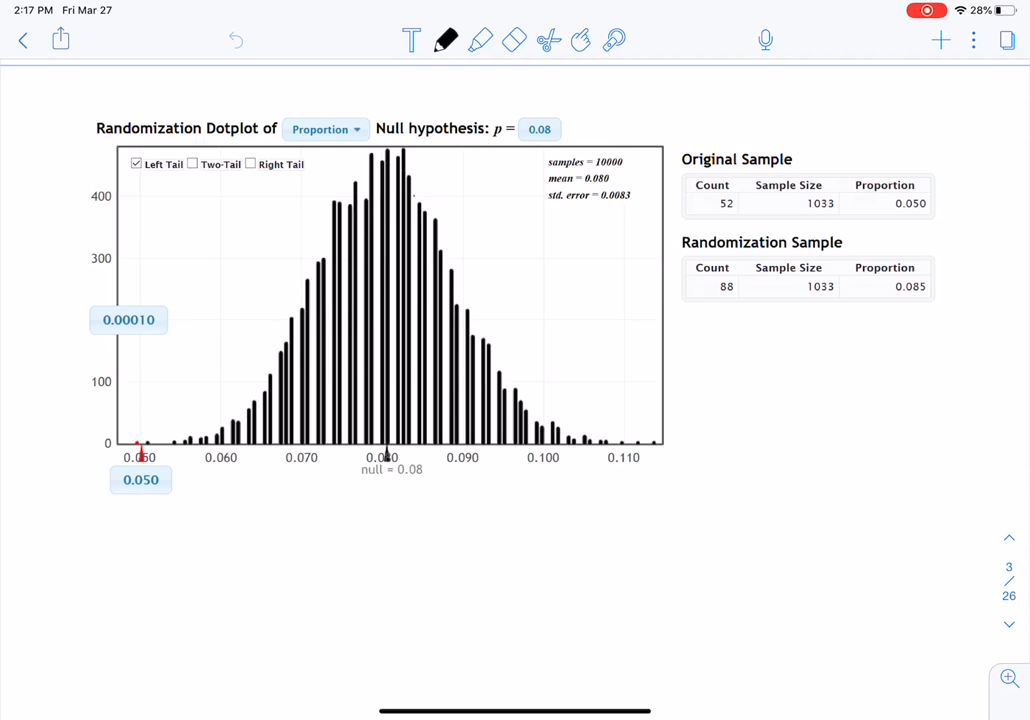 2:17 PM Fri Mar 27
28%
T
Randomization Dotplot of Proportion Null hypothesis: p = 0.08
Left Tail Two-Tail Right Tail
samples = 10000
mean = 0.080
std. error = 0.0083
400
300
100
0
0.00010
0.050 0.060 0.070 0.080 0.090 0.100 0.110
null = 0.08
0.050
Original Sample
Count Sample Size Proportion
52 1033 0.050
Randomization Sample
Count Sample Size Proportion
88 1033 0.085
3
/
26